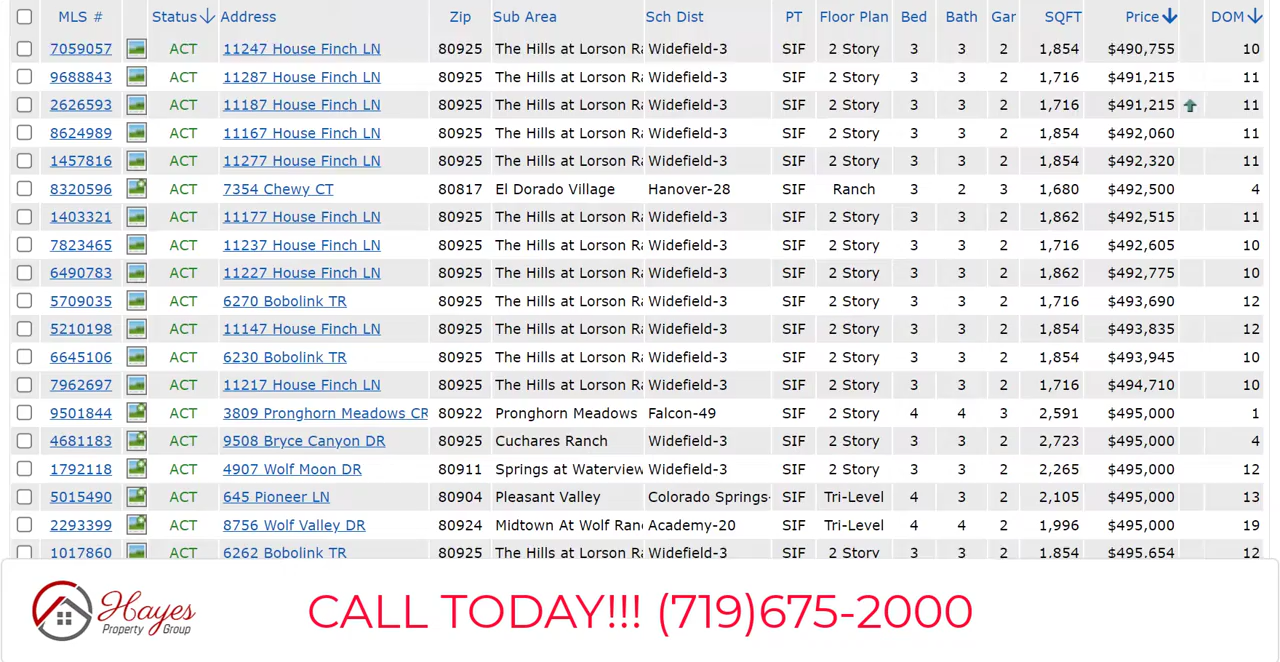 MLS # Status Address Zip Sub Area Sch Dist PT Floor Plan Bed Bath Gar SQFT Price DOM
7059057 ACT 11247 House Finch LN 80925 The Hills at Lorson Ra Widefield-3 SIF 2 Story 3 3 2 1,854 $490,755 10
9688843 ACT 11287 House Finch LN 80925 The Hills at Lorson Ra Widefield-3 SIF 2 Story 3 3 2 1,716 $491,215 11
2626593 ACT 11187 House Finch LN 80925 The Hills at Lorson Ra Widefield-3 SIF 2 Story 3 3 2 1,716 $491,215 11
8624989 ACT 11167 House Finch LN 80925 The Hills at Lorson Ra Widefield-3 SIF 2 Story 3 3 2 1,854 $492,060 11
1457816 ACT 11277 House Finch LN 80925 The Hills at Lorson Ra Widefield-3 SIF 2 Story 3 3 2 1,854 $492,320 11
8320596 ACT 7354 Chewy CT 80817 El Dorado Village Hanover-28 SIF Ranch 3 2 3 1,680 $492,500 4
1403321 ACT 11177 House Finch LN 80925 The Hills at Lorson Ra Widefield-3 SIF 2 Story 3 3 2 1,862 $492,515 11
7823465 ACT 11237 House Finch LN 80925 The Hills at Lorson Ra Widefield-3 SIF 2 Story 3 3 2 1,716 $492,605 10
6490783 ACT 11227 House Finch LN 80925 The Hills at Lorson Ra Widefield-3 SIF 2 Story 3 3 2 1,862 $492,775 10
5709035 ACT 6270 Bobolink TR 80925 The Hills at Lorson Ra Widefield-3 SIF 2 Story 3 3 2 1,716 $493,690 12
5210198 ACT 11147 House Finch LN 80925 The Hills at Lorson Ra Widefield-3 SIF 2 Story 3 3 2 1,854 $493,835 12
6645106 ACT 6230 Bobolink TR 80925 The Hills at Lorson Ra Widefield-3 SIF 2 Story 3 3 2 1,854 $493,945 10
7962697 ACT 11217 House Finch LN 80925 The Hills at Lorson Ra Widefield-3 SIF 2 Story 3 3 2 1,716 $494,710 10
9501844 ACT 3809 Pronghorn Meadows CR 80922 Pronghorn Meadows Falcon-49 SIF 2 Story 4 4 3 2,591 $495,000 1
4681183 ACT 9508 Bryce Canyon DR 80925 Cuchares Ranch Widefield-3 SIF 2 Story 3 3 2 2,723 $495,000 4
1792118 ACT 4907 Wolf Moon DR 80911 Springs at Waterview Widefield-3 SIF 2 Story 3 3 2 2,265 $495,000 12
5015490 ACT 645 Pioneer LN 80904 Pleasant Valley Colorado Springs- SIF Tri-Level 4 3 2 2,105 $495,000 13
2293399 ACT 8756 Wolf Valley DR 80924 Midtown At Wolf Ran Academy-20 SIF Tri-Level 4 4 2 1,996 $495,000 19
1017860 ACT 6262 Bobolink TR 80925 The Hills at Lorson Ra Widefield-3 SIF 2 Story 3 3 2 1,854 $495,654 12
Hayes
Property Group
CALL TODAY!!! (719)675-2000